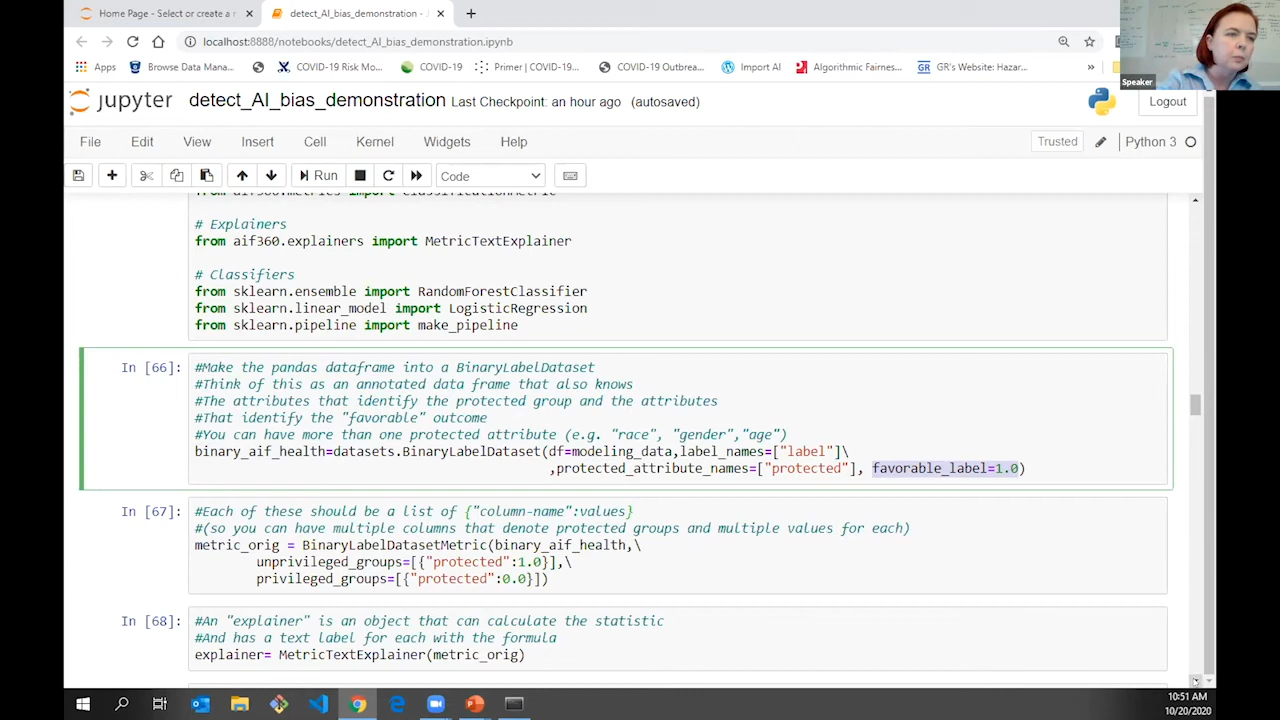 Home Page - Select or create a n
detect_AI_bias_demonstration -
localhost:8888/notebooks/detect_AI_bias_demonstration.ipynb
Apps
Browse Data Mana...
COVID-19 Risk Mo...
COVID-19
Primer | COVID-19...
COVID-19 Outbrea...
Import AI
Algorithmic Fairnes...
GR's Website: Hazar...
»
Speaker
jupyter
detect_AI_bias_demonstration
Last Checkpoint: an hour ago (autosaved)
Logout
File
Edit
View
Insert
Cell
Kernel
Widgets
Help
Trusted
Python 3
Run
Code
from aif360.metrics import ClassificationMetric
# Explainers
from aif360.explainers import MetricTextExplainer
# Classifiers
from sklearn.ensemble import RandomForestClassifier
from sklearn.linear_model import LogisticRegression
from sklearn.pipeline import make_pipeline
In [66]:
#Make the pandas dataframe into a BinaryLabelDataset
#Think of this as an annotated data frame that also knows
#The attributes that identify the protected group and the attributes
#That identify the "favorable" outcome
#You can have more than one protected attribute (e.g. "race", "gender","age")
binary_aif_health=datasets.BinaryLabelDataset(df=modeling_data,label_names=["label"]\
,protected_attribute_names=["protected"], favorable_label=1.0)
In [67]:
#Each of these should be a list of {"column-name":values}
#(so you can have multiple columns that denote protected groups and multiple values for each)
metric_orig = BinaryLabelDatasetMetric(binary_aif_health,\
unprivileged_groups=[{"protected":1.0}],\
privileged_groups=[{"protected":0.0}])
In [68]:
#An "explainer" is an object that can calculate the statistic
#And has a text label for each with the formula
explainer= MetricTextExplainer(metric_orig)
10:51 AM
10/20/2020